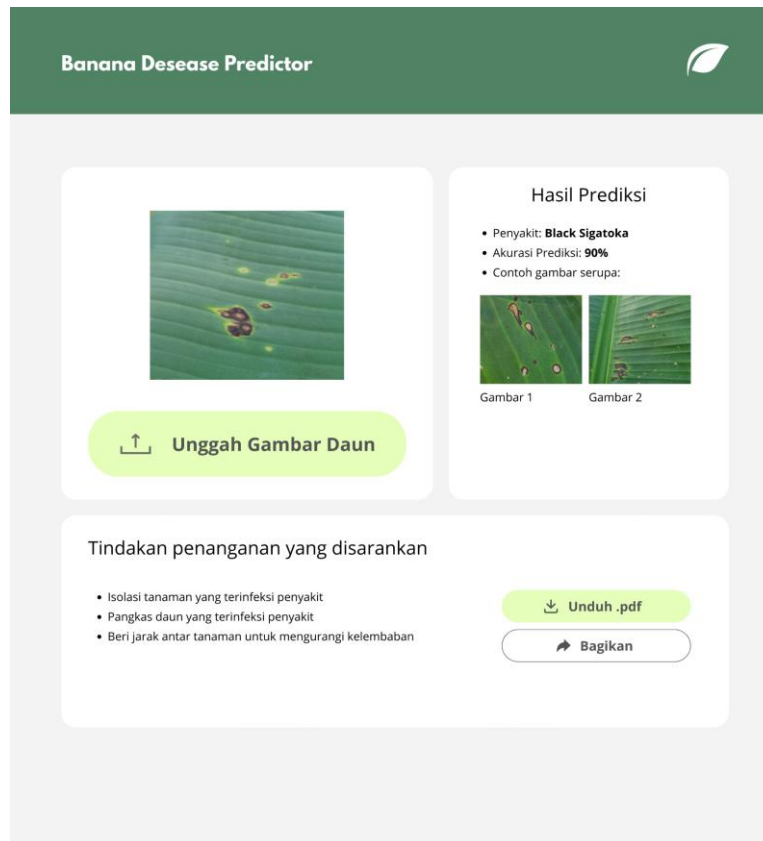 Banana Desease Predictor
Unggah Gambar Daun
Hasil Prediksi
• Penyakit: Black Sigatoka
• Akurasi Prediksi: 90%
• Contoh gambar serupa:
Gambar 1
Gambar 2
Tindakan penanganan yang disarankan
• Isolasi tanaman yang terinfeksi penyakit
• Pangkas daun yang terinfeksi penyakit
• Beri jarak antar tanaman untuk mengurangi kelembaban
Unduh .pdf
Bagikan